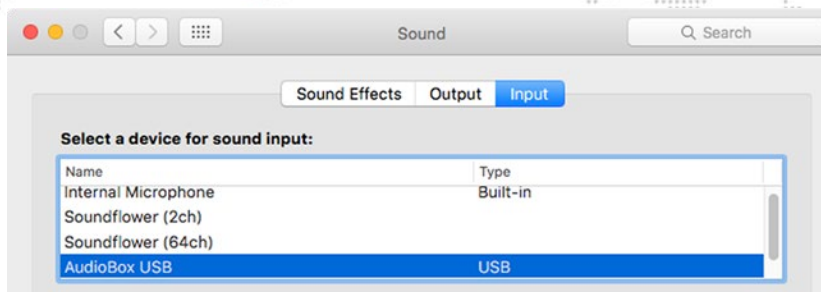 Sound
Search
Sound Effects Output Input
Select a device for sound input:
Name Type
Internal Microphone Built-in
Soundflower (2ch)
Soundflower (64ch)
AudioBox USB USB